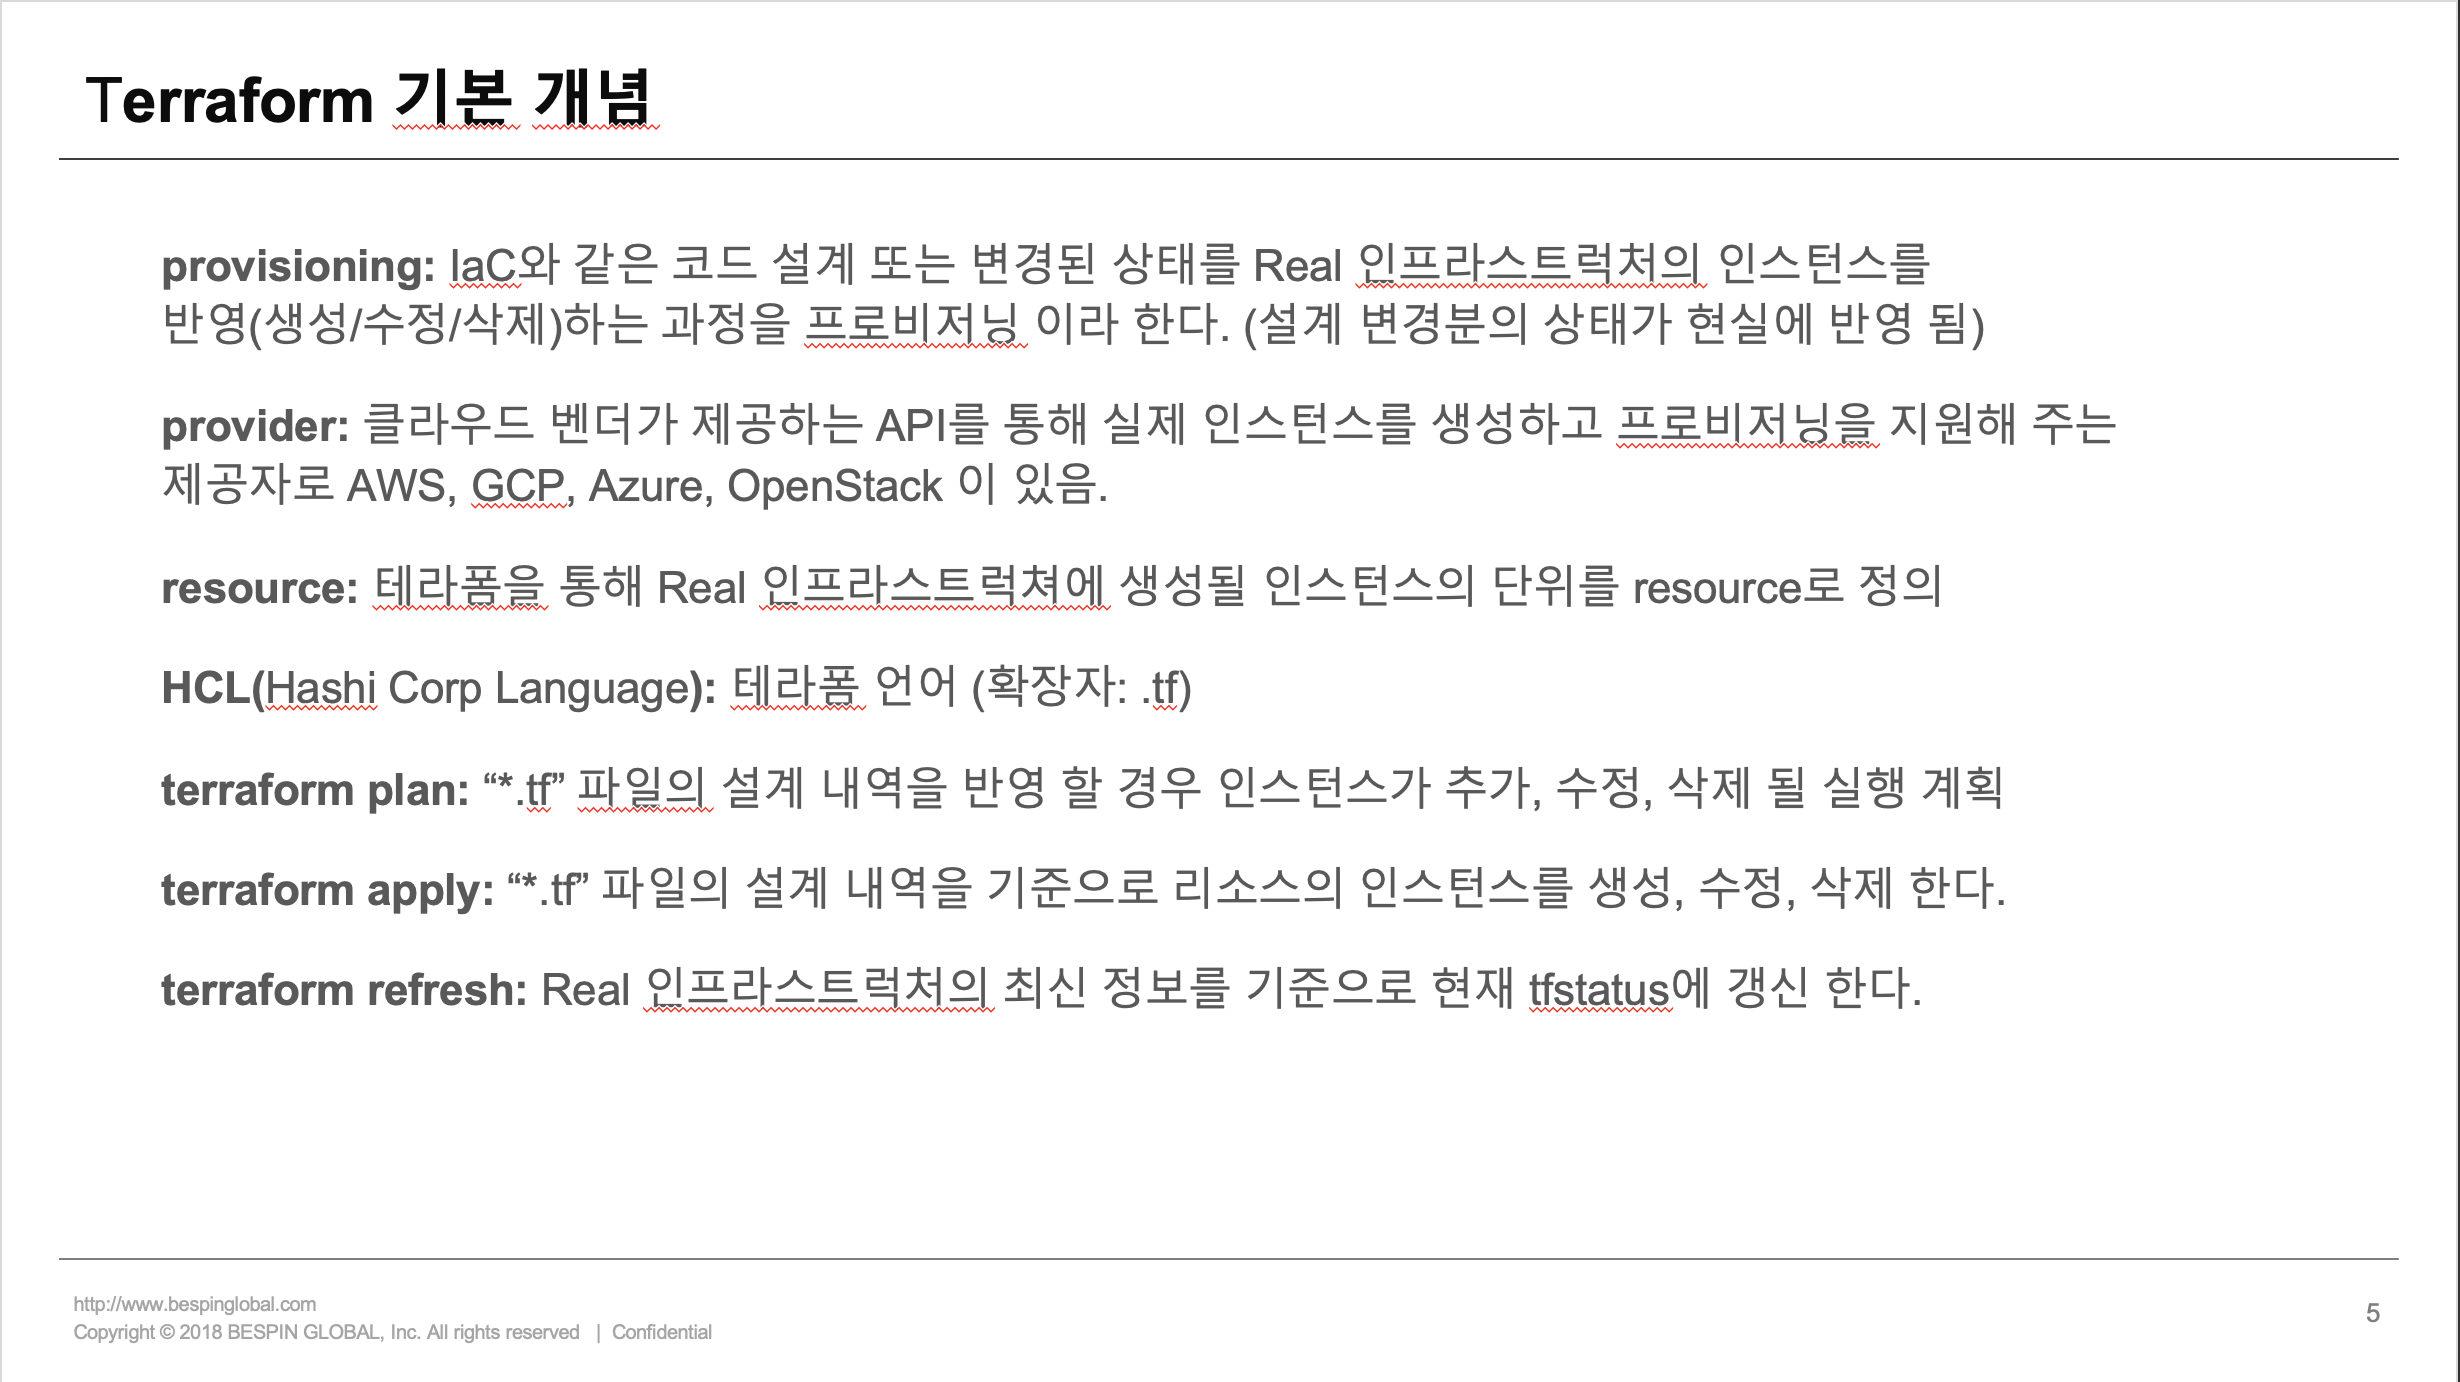 Terraform 기본 개념
provisioning: IaC와 같은 코드 설계 또는 변경된 상태를 Real 인프라스트럭처의 인스턴스를
반영(생성/수정/삭제)하는 과정을 프로비저닝 이라 한다. (설계 변경분의 상태가 현실에 반영 됨)
provider: 클라우드 벤더가 제공하는 API를 통해 실제 인스턴스를 생성하고 프로비저닝을 지원해 주는
제공자로 AWS, GCP, Azure, OpenStack 이 있음.
resource: 테라폼을 통해 Real 인프라스트럭쳐에 생성될 인스턴스의 단위를 resource로 정의
HCL(Hashi Corp Language): 테라폼 언어 (확장자: .tf)
terraform plan: “*.tf” 파일의 설계 내역을 반영 할 경우 인스턴스가 추가, 수정, 삭제 될 실행 계획
terraform apply: “*.tf” 파일의 설계 내역을 기준으로 리소스의 인스턴스를 생성, 수정, 삭제 한다.
terraform refresh: Real 인프라스트럭처의 최신 정보를 기준으로 현재 tfstatus에 갱신 한다.
http://www.bespinglobal.com
Copyright © 2018 BESPIN GLOBAL, Inc. All rights reserved | Confidential
5